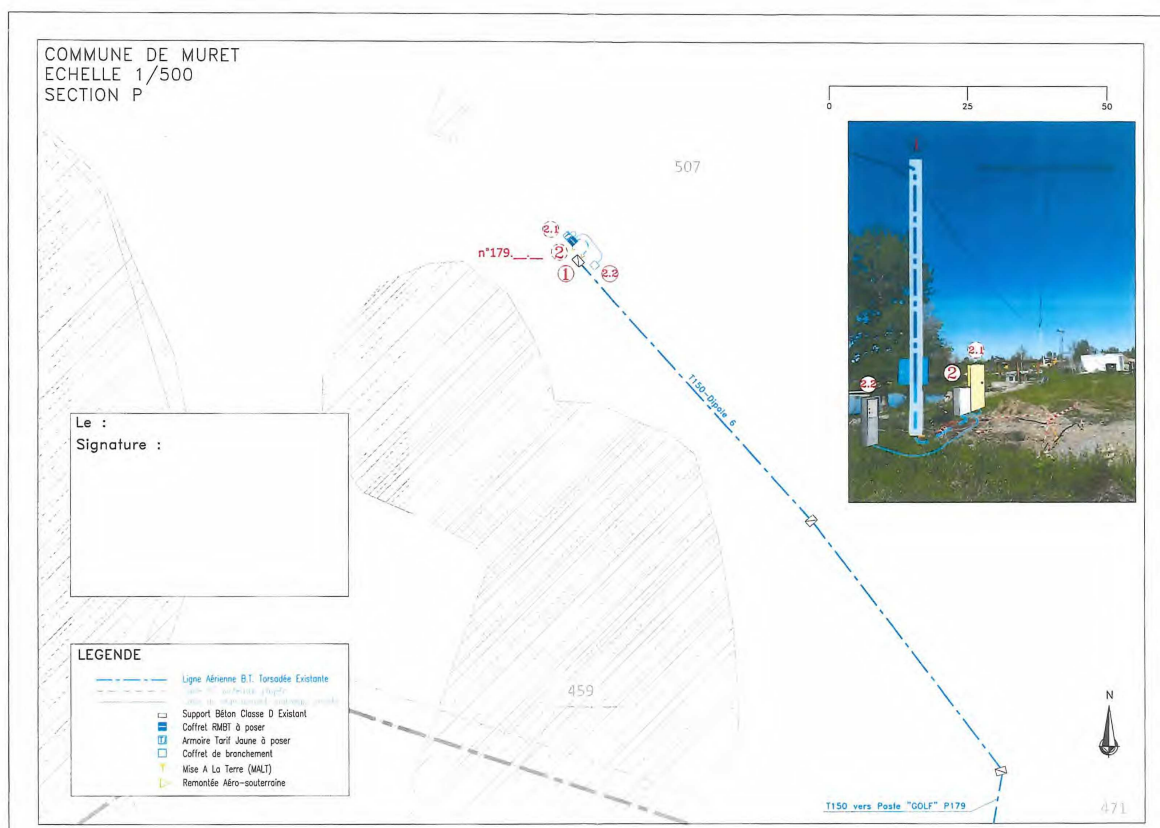 COMMUNE DE MURET
ECHELLE 1/500
SECTION P
0 25 50
507
2.1
n°179.__.__ 2
1 2.2
T150-Dipole 6
1
2.1
2
2.2
Le :
Signature :
LEGENDE
Ligne Aérienne B.T. Torsadée Existante
Support Béton Classe D Existant
Coffret RMBT à poser
Armoire Tarif Jaune à poser
Coffret de branchement
Mise A La Terre (MALT)
Remontée Aéro-souterraine
459
N
T150 vers Poste "GOLF" P179
471